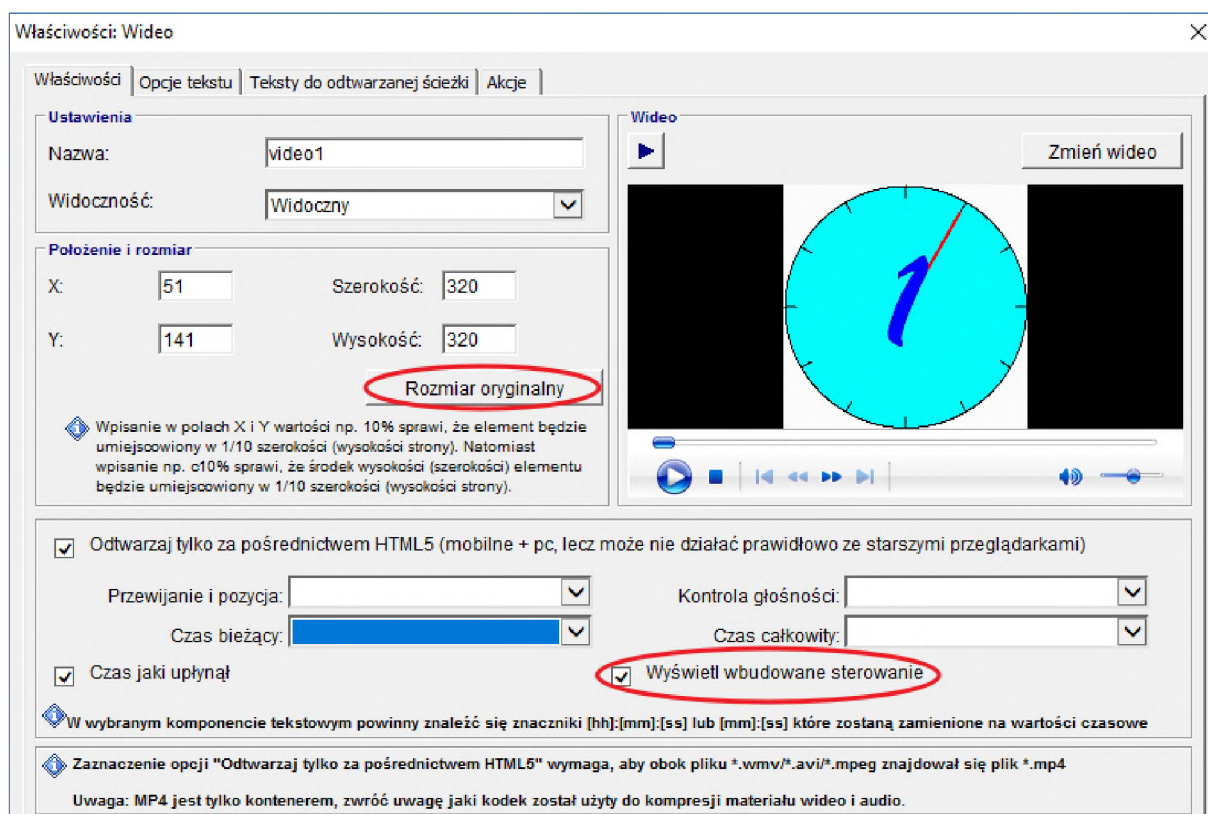 Właściwości: Wideo
Właściwości
Opcje tekstu
Teksty do odtwarzanej ścieżki
Akcje
Ustawienia
Nazwa: video1
Widoczność: Widoczny
Położenie i rozmiar
X: 51 Szerokość: 320
Y: 141 Wysokość: 320
Rozmiar oryginalny
Wpisanie w polach X i Y wartości np. 10% sprawi, że element będzie
umiejscowiony w 1/10 szerokości (wysokości strony). Natomiast
wpisanie np. c10% sprawi, że środek wysokości (szerokości) elementu
będzie umiejscowiony w 1/10 szerokości (wysokości strony).
Wideo
Zmień wideo
1
Odtwarzaj tylko za pośrednictwem HTML5 (mobilne + pc, lecz może nie działać prawidłowo ze starszymi przeglądarkami)
Przewijanie i pozycja: Kontrola głośności:
Czas bieżący: Czas całkowity:
Czas jaki upłynął Wyświetl wbudowane sterowanie
W wybranym komponencie tekstowym powinny znaleźć się znaczniki [hh]:[mm]:[ss] lub [mm]:[ss] które zostaną zamienione na wartości czasowe
Zaznaczenie opcji "Odtwarzaj tylko za pośrednictwem HTML5" wymaga, aby obok pliku *.wmv/*.avi/*.mpeg znajdował się plik *.mp4
Uwaga: MP4 jest tylko kontenerem, zwróć uwagę jaki kodek został użyty do kompresji materiału wideo i audio.